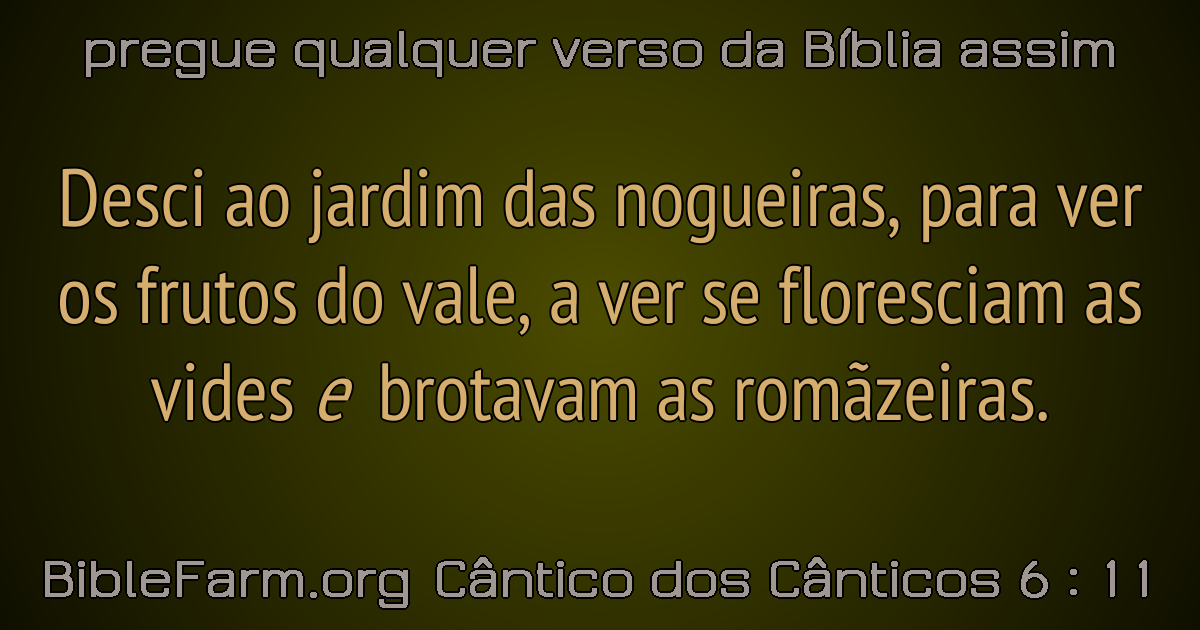 pregue qualquer verso da Bíblia assim
Desci ao jardim das nogueiras, para ver
os frutos do vale, a ver se floresciam as
vides e brotavam as romãzeiras.
BibleFarm.org Cântico dos Cânticos 6 : 11